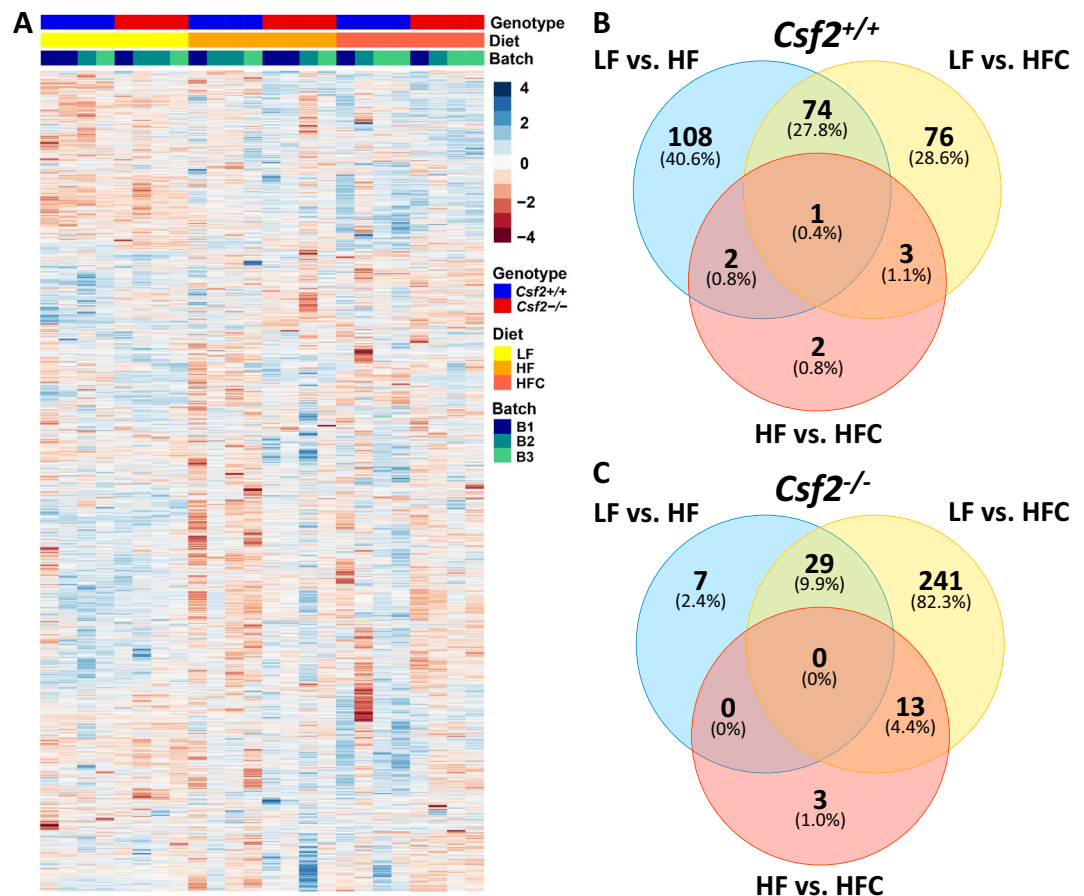 A
Genotype
Diet
Batch
4
2
0
−2
−4
Genotype
Csf2+/+
Csf2−/−
Diet
LF
HF
HFC
Batch
B1
B2
B3
B
Csf2+/+
LF vs. HF
LF vs. HFC
108
(40.6%)
74
(27.8%)
76
(28.6%)
1
(0.4%)
2
(0.8%)
3
(1.1%)
2
(0.8%)
HF vs. HFC
C
Csf2-/-
LF vs. HF
LF vs. HFC
7
(2.4%)
29
(9.9%)
241
(82.3%)
0
(0%)
0
(0%)
13
(4.4%)
3
(1.0%)
HF vs. HFC